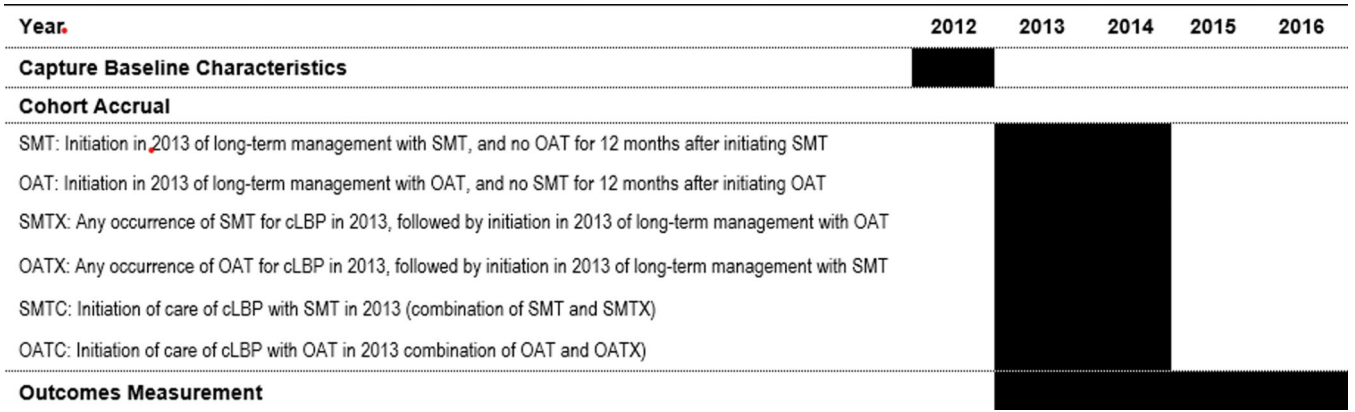 Year. 2012 2013 2014 2015 2016
Capture Baseline Characteristics
Cohort Accrual
SMT: Initiation in 2013 of long-term management with SMT, and no OAT for 12 months after initiating SMT
OAT: Initiation in 2013 of long-term management with OAT, and no SMT for 12 months after initiating OAT
SMTX: Any occurrence of SMT for cLBP in 2013, followed by initiation in 2013 of long-term management with OAT
OATX: Any occurrence of OAT for cLBP in 2013, followed by initiation in 2013 of long-term management with SMT
SMTC: Initiation of care of cLBP with SMT in 2013 (combination of SMT and SMTX)
OATC: Initiation of care of cLBP with OAT in 2013 combination of OAT and OATX)
Outcomes Measurement